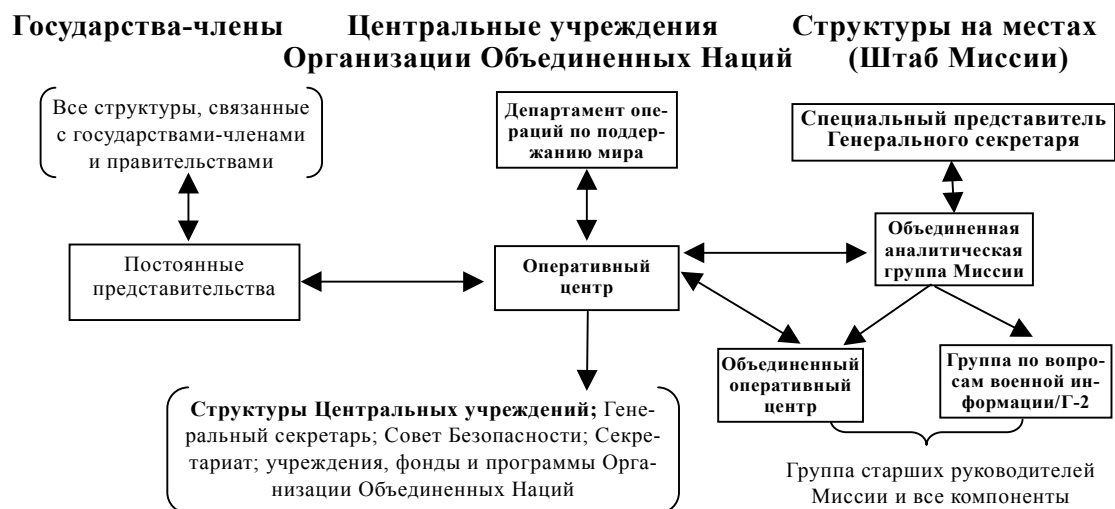 Государства-члены
Центральные учреждения
Организации Объединенных Наций
Структуры на местах
(Штаб Миссии)
Все структуры, связанные
с государствами-членами
и правительствами
Департамент опе-
раций по поддер-
жанию мира
Специальный представитель
Генерального секретаря
Постоянные
представительства
Оперативный
центр
Объединенная
аналитическая
группа Миссии
Объединенный
оперативный
центр
Группа по вопро-
сам военной ин-
формации/Г-2
Структуры Центральных учреждений; Гене-
ральный секретарь; Совет Безопасности; Секре-
тариат; учреждения, фонды и программы Орга-
низации Объединенных Наций
Группа старших руководителей
Миссии и все компоненты